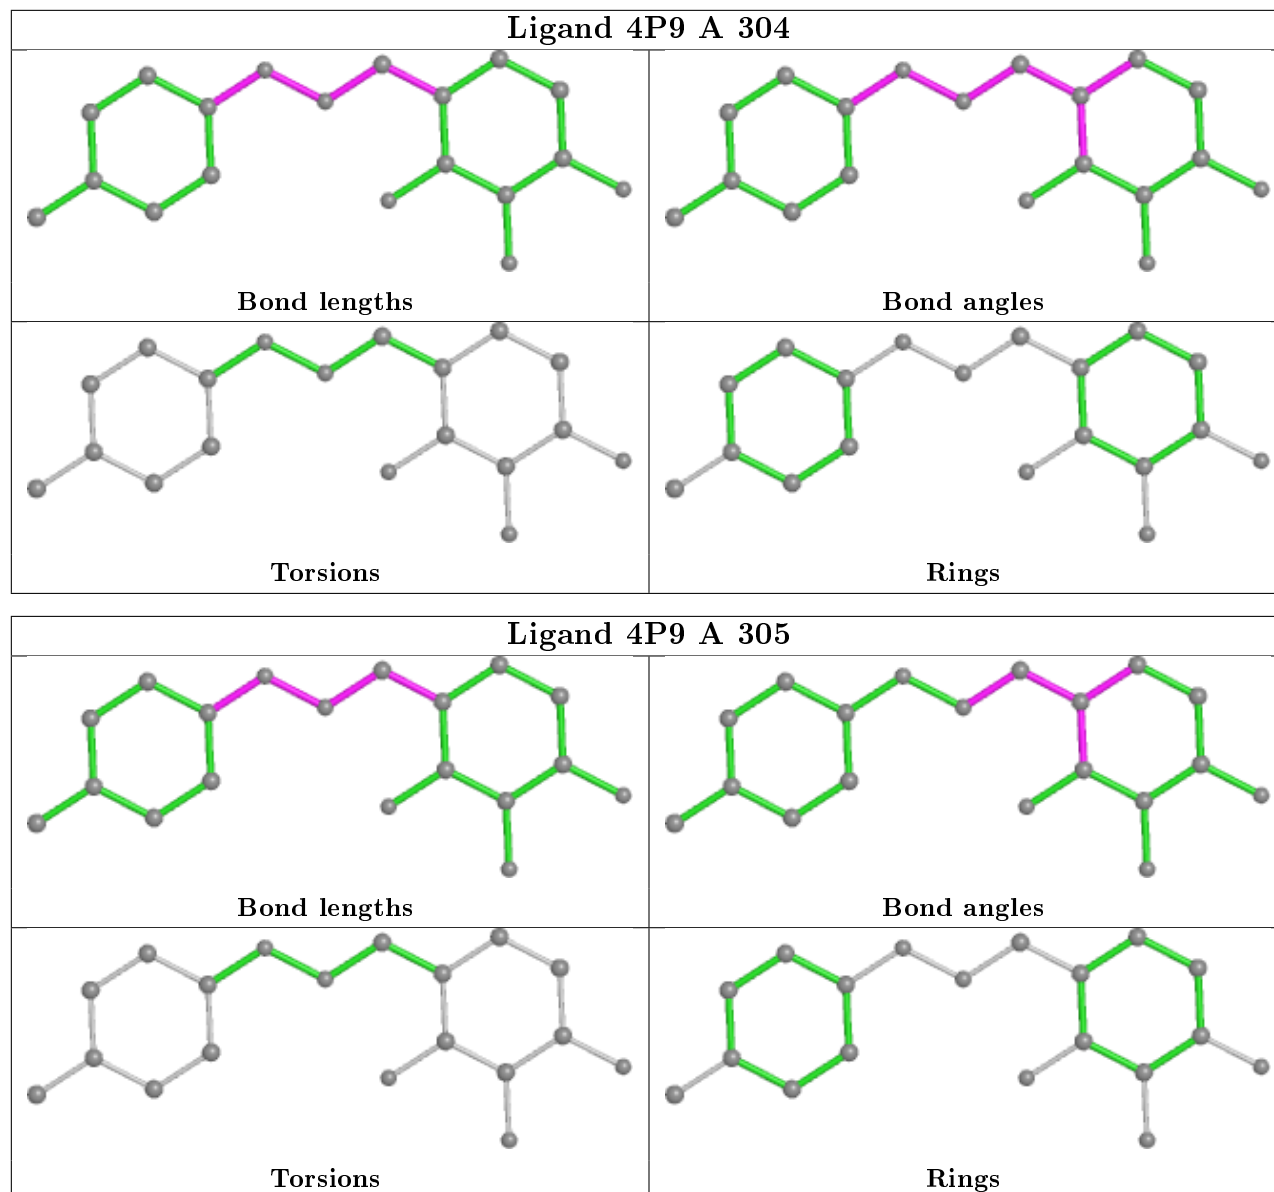 Ligand 4P9 A 304
Bond lengths
Bond angles
Torsions
Rings
Ligand 4P9 A 305
Bond lengths
Bond angles
Torsions
Rings